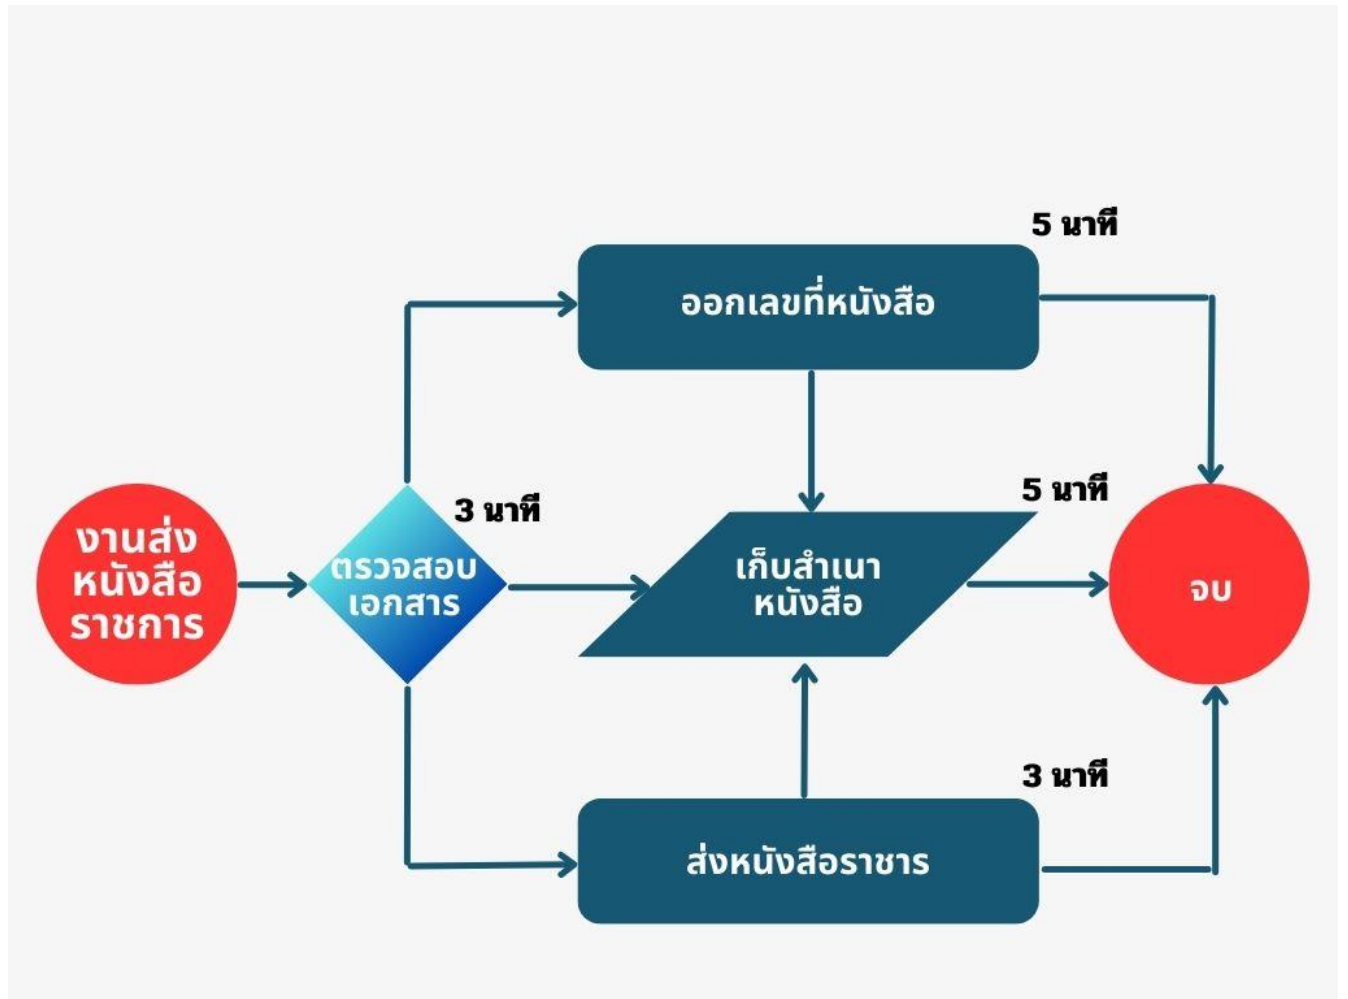 5 นาที
ออกเลขที่หนังสือ
งานส่ง
หนังสือ
ราชการ
3 นาที
ตรวจสอบ
เอกสาร
5 นาที
เก็บสำเนา
หนังสือ
จบ
3 นาที
ส่งหนังสือราชาร